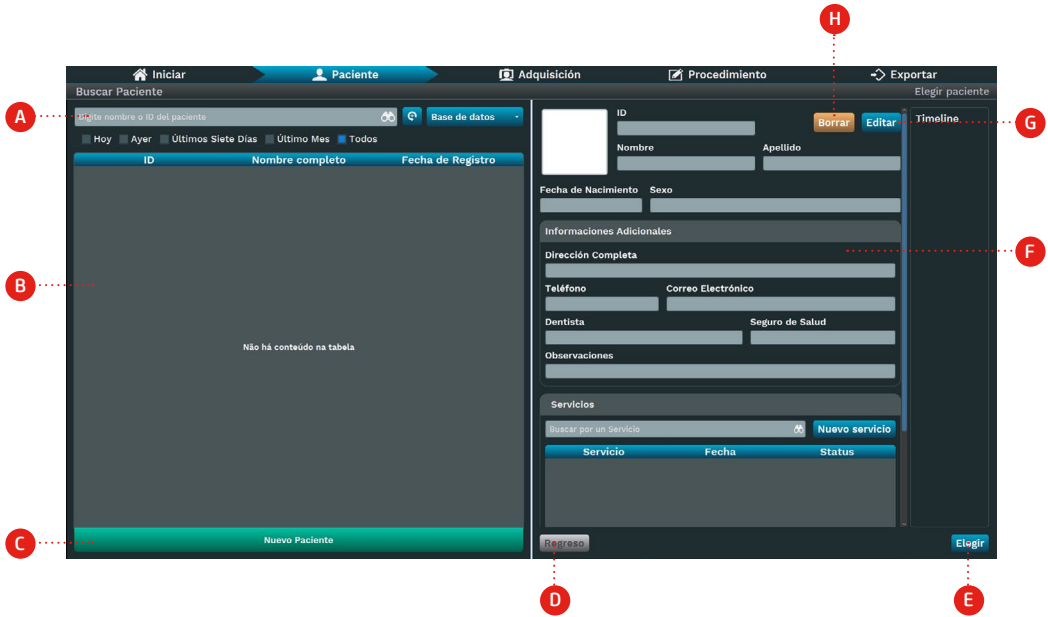 H
Iniciar
Paciente
Adquisición
Procedimiento
Exportar
Buscar Paciente
Elegir paciente
A
Digite nombre o ID del paciente
Base de datos
Hoy Ayer Últimos Siete Días Último Mes Todos
ID Nombre completo Fecha de Registro
B
Não há conteúdo na tabela
C
Nuevo Paciente
ID
Borrar
Editar
Timeline
G
Nombre Apellido
Fecha de Nacimiento Sexo
Informaciones Adicionales
F
Dirección Completa
Teléfono Correo Electrónico
Dentista Seguro de Salud
Observaciones
Servicios
Buscar por un Servicio
Nuevo servicio
Servicio Fecha Status
Regreso
Elegir
D
E